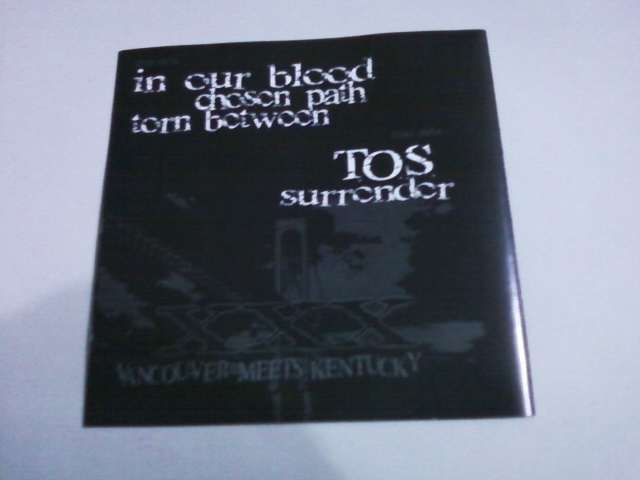 in our blood
chosen path
torn between
TOS
surrender
XXX
VANCOUVER MEETS KENTUCKY